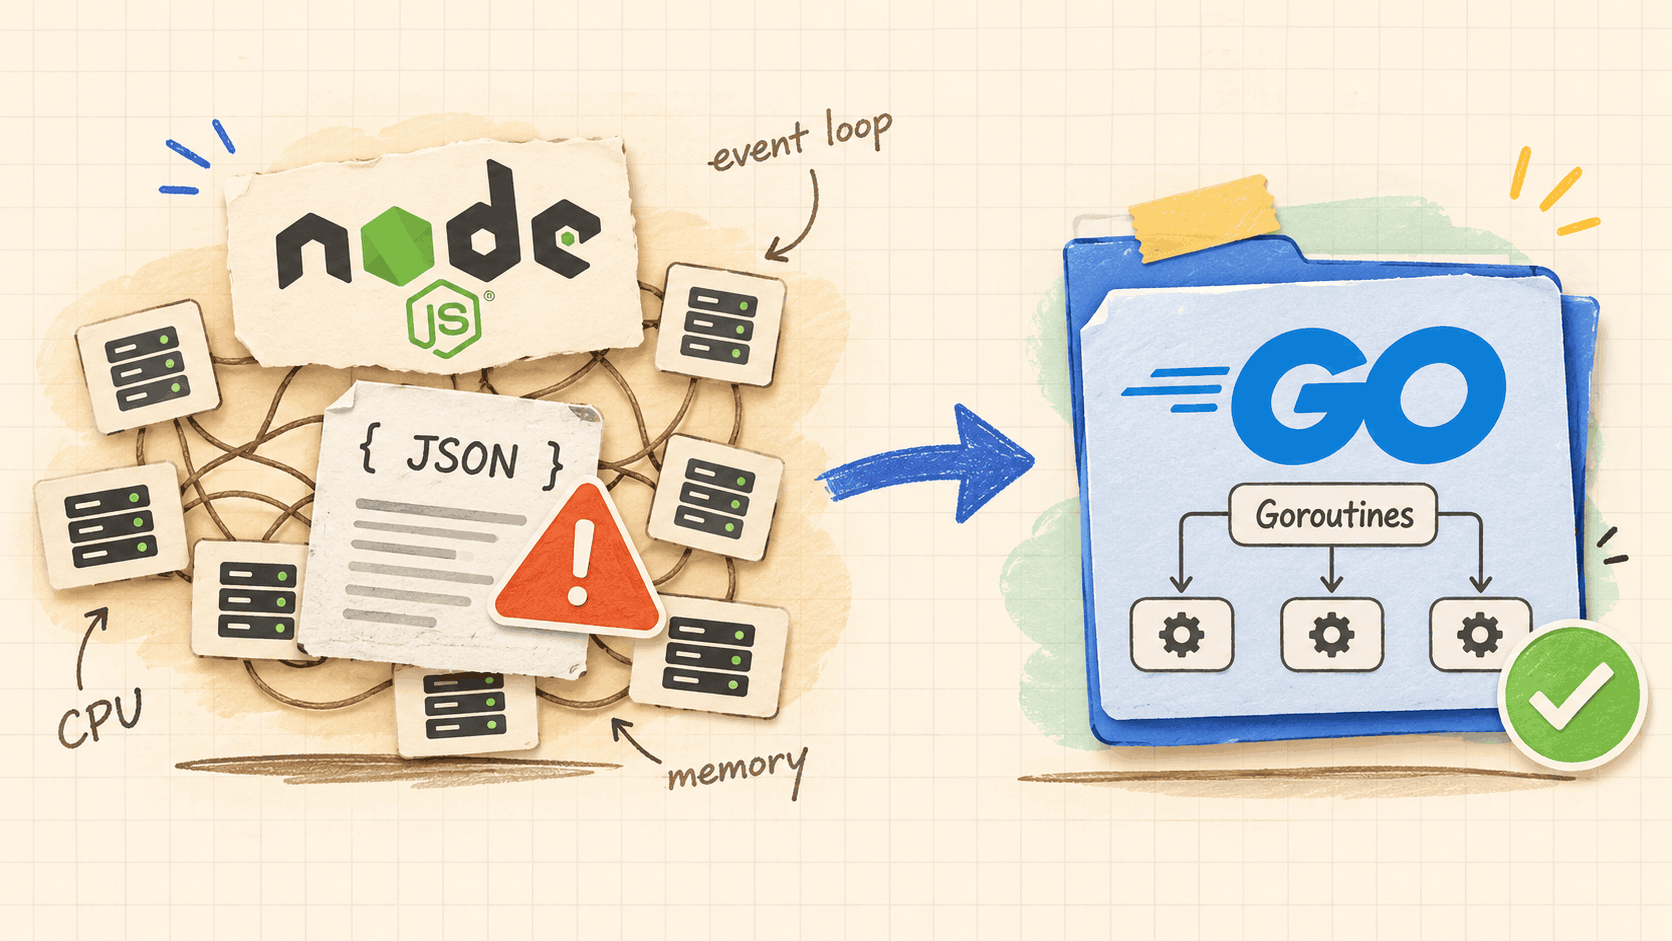 node
JS ®
event loop
{ JSON }
CPU
memory
GO
Goroutines